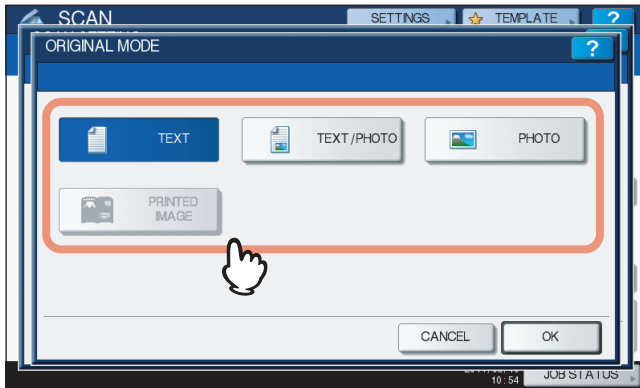 SCAN
SETTINGS
TEMPLATE
?
ORIGINAL MODE
?
TEXT
TEXT/PHOTO
PHOTO
PRINTED
IMAGE
CANCEL
OK
10:54
JOB STATUS